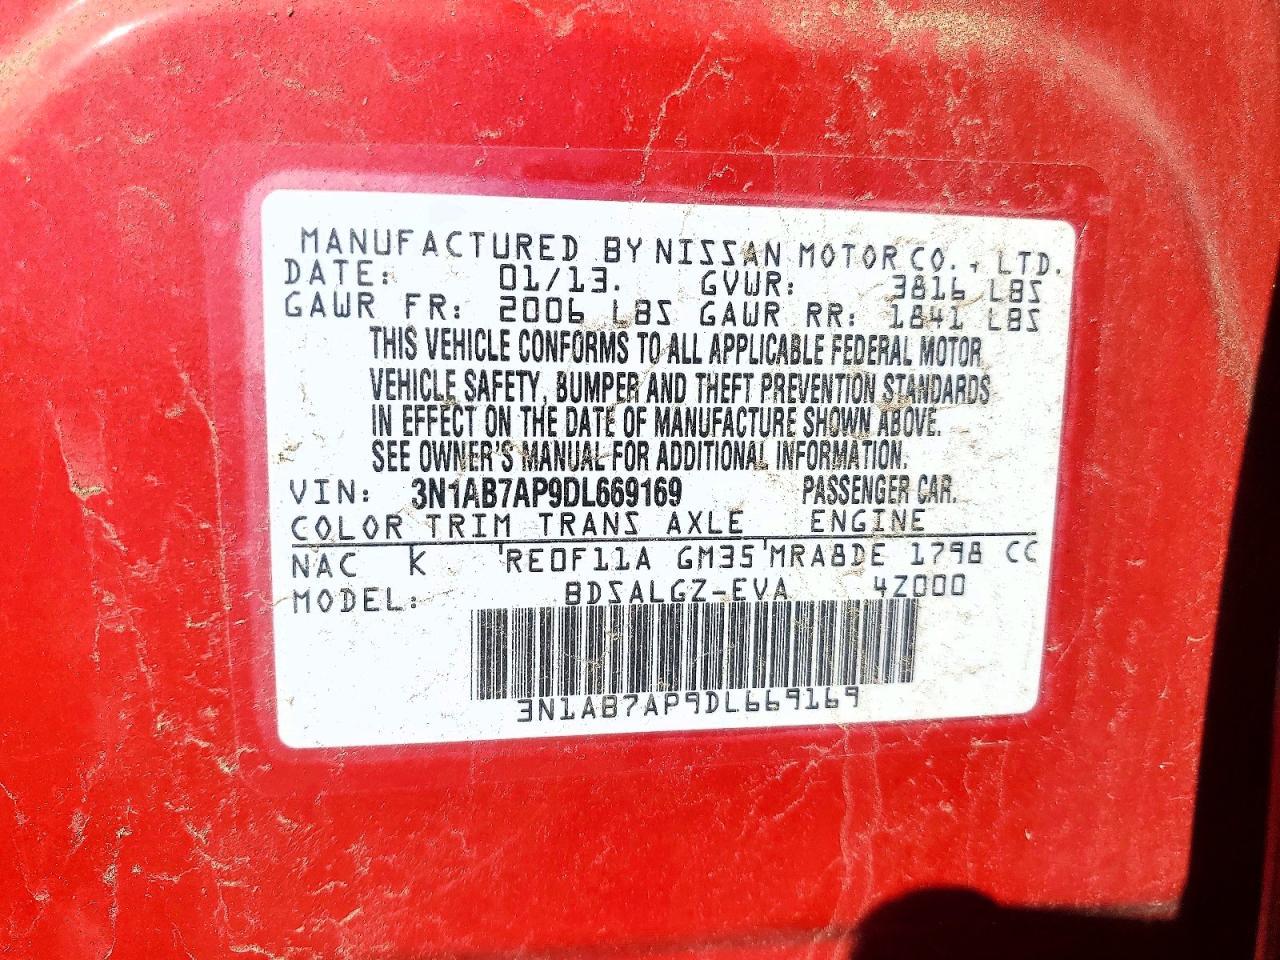 MANUFACTURED BY NISSAN MOTOR CO., LTD.
DATE: 01/13. GVWR: 3816 LBS
GAWR FR: 2006 LBS GAWR RR: 1841 LBS
THIS VEHICLE CONFORMS TO ALL APPLICABLE FEDERAL MOTOR
VEHICLE SAFETY, BUMPER AND THEFT PREVENTION STANDARDS
IN EFFECT ON THE DATE OF MANUFACTURE SHOWN ABOVE.
SEE OWNER'S MANUAL FOR ADDITIONAL INFORMATION.
VIN: 3N1AB7AP9DL669169 PASSENGER CAR.
COLOR TRIM TRANS AXLE ENGINE
NAC K 'RE0F11A GM35'MRA8DE 1798 CC
MODEL: BDSALGZ-EVA 4Z000
3N1AB7AP9DL669169